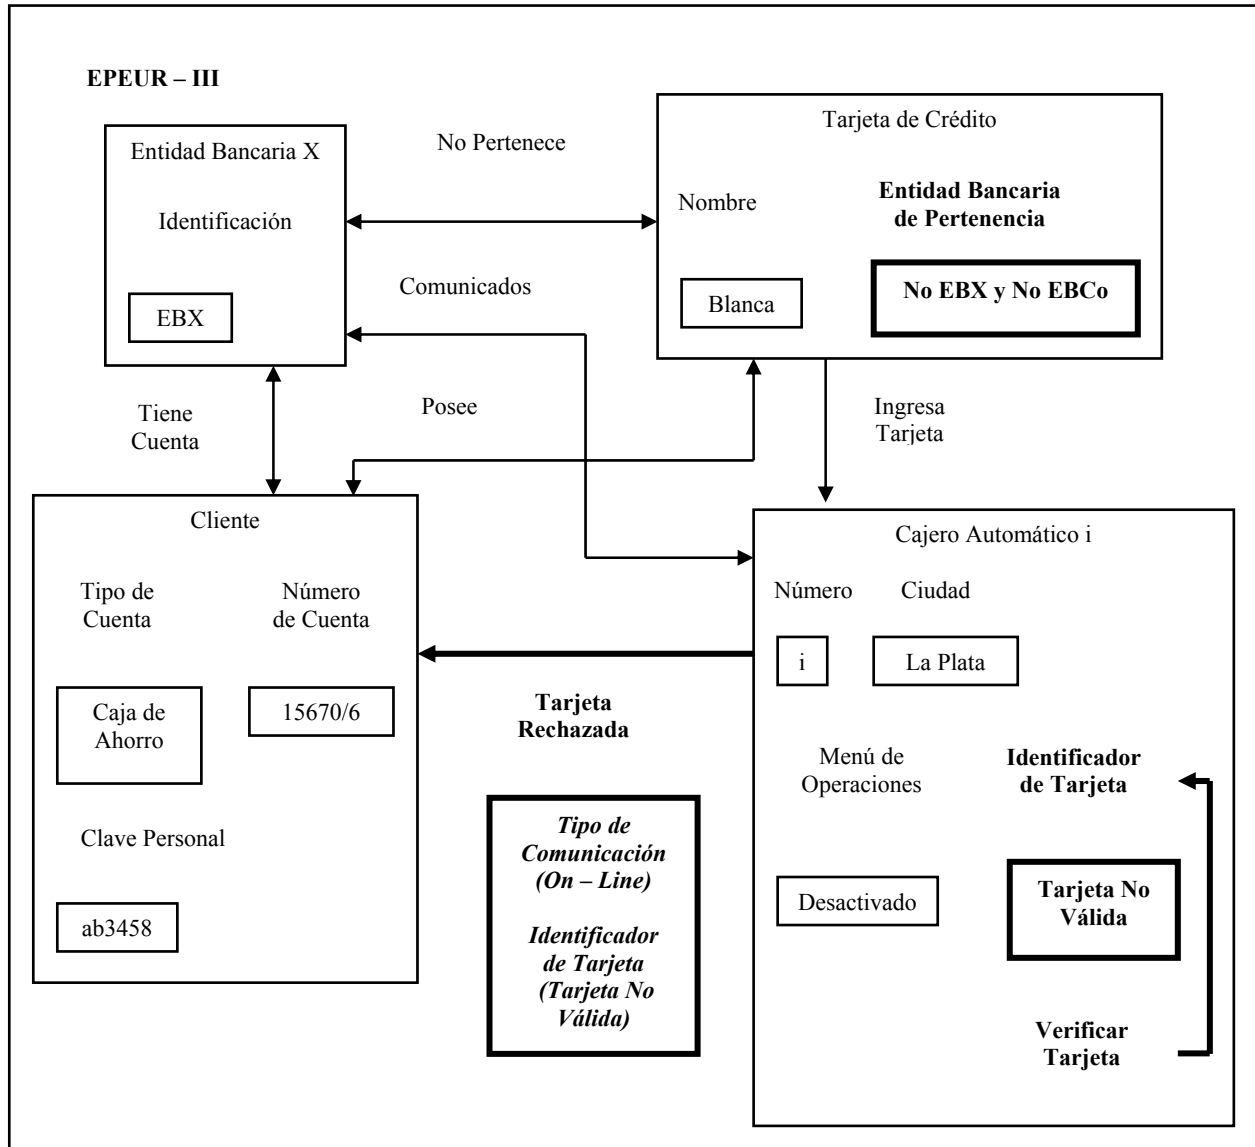 EPEUR – III
Entidad Bancaria X
Identificación
EBX
No Pertenece
Comunicados
Tarjeta de Crédito
Nombre
Blanca
Entidad Bancaria
de Pertenencia
No EBX y No EBCo
Tiene
Cuenta
Posee
Ingresa
Tarjeta
Cliente
Tipo de
Cuenta
Número
de Cuenta
Caja de
Ahorro
15670/6
Clave Personal
ab3458
Tarjeta
Rechazada
Tipo de
Comunicación
(On – Line)
Identificador
de Tarjeta
(Tarjeta No
Válida)
Cajero Automático i
Número
Ciudad
i
La Plata
Menú de
Operaciones
Identificador
de Tarjeta
Desactivado
Tarjeta No
Válida
Verificar
Tarjeta